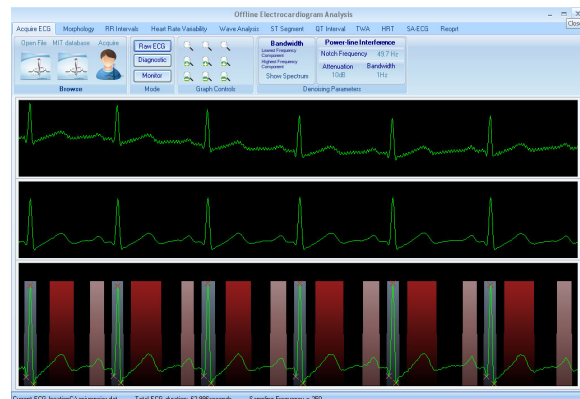 Offline Electrocardiogram Analysis
Close
Acquire ECG Morphology RR Intervals Heart Rate Variability Wave Analysis ST Segment QT Interval TWA HRT SA-ECG Reoprt
Open File MIT database Acquire
Browse
Raw ECG
Diagnostic
Monitor
Mode
Graph Controls
Bandwidth
Lowest Frequency
Component
Highest Frequency
Component
Show Spectrum
Power-line Interference
Notch Frequency 49.7 Hz
Attenuation Bandwidth
10dB 1Hz
Denoising Parameters
Total ECG duration: 62.996seconds
Sampling Frequency = 250